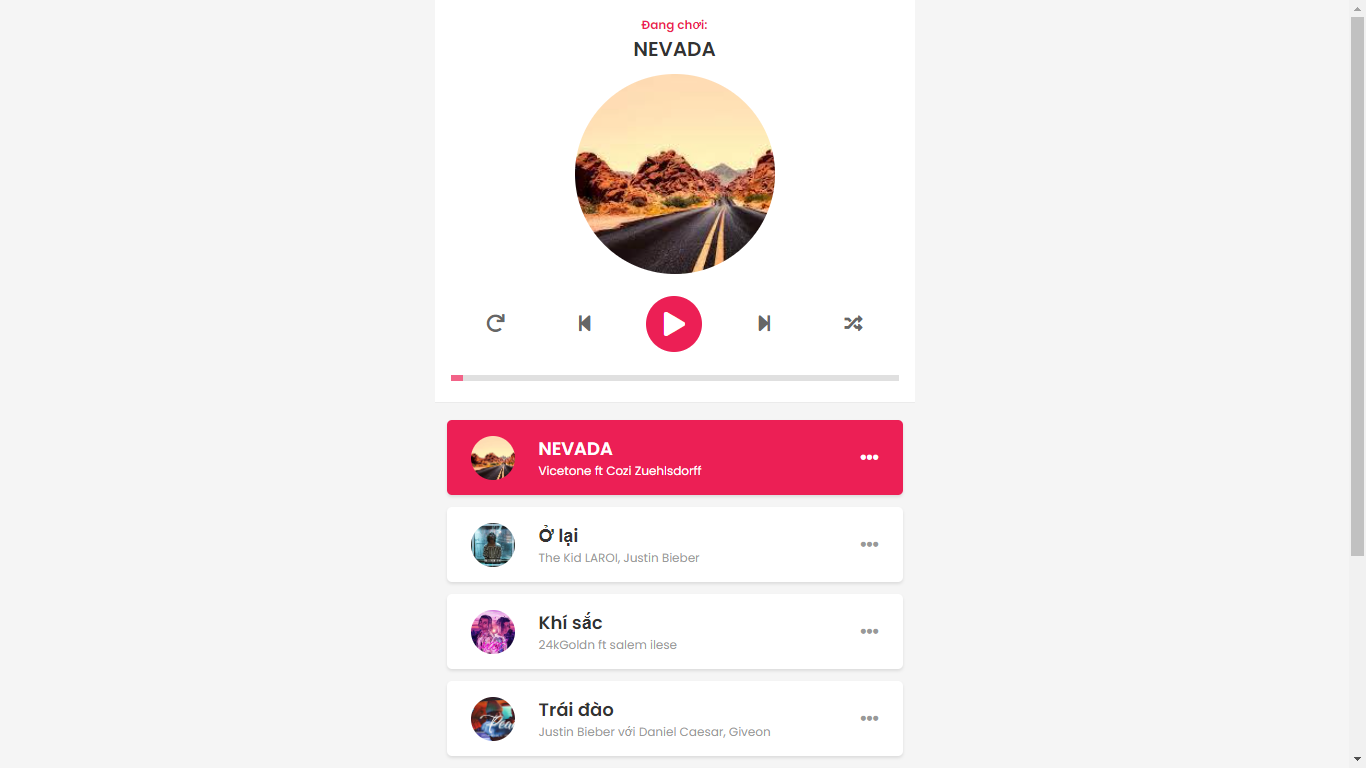 Đang chơi:
NEVADA
NEVADA
Vicetone ft Cozi Zuehlsdorff
Ở lại
The Kid LAROI, Justin Bieber
Khí sắc
24kGoldn ft salem ilese
Trái đào
Justin Bieber với Daniel Caesar, Giveon